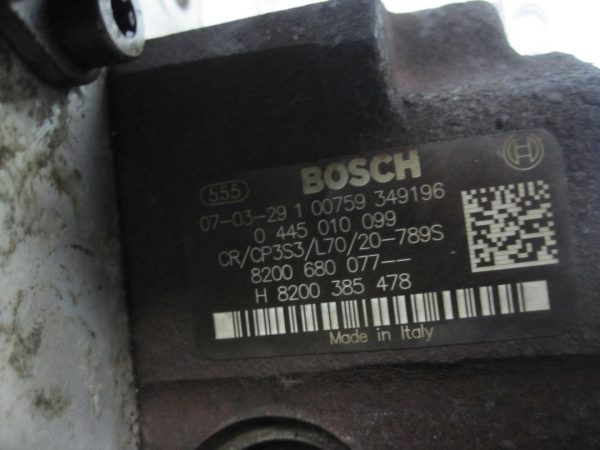 BOSCH
555
07-03-29 1 00759 349196
0 445 010 099
CR/CP3S3/L70/20-789S
8200 680 077--
H 8200 385 478
Made in Italy